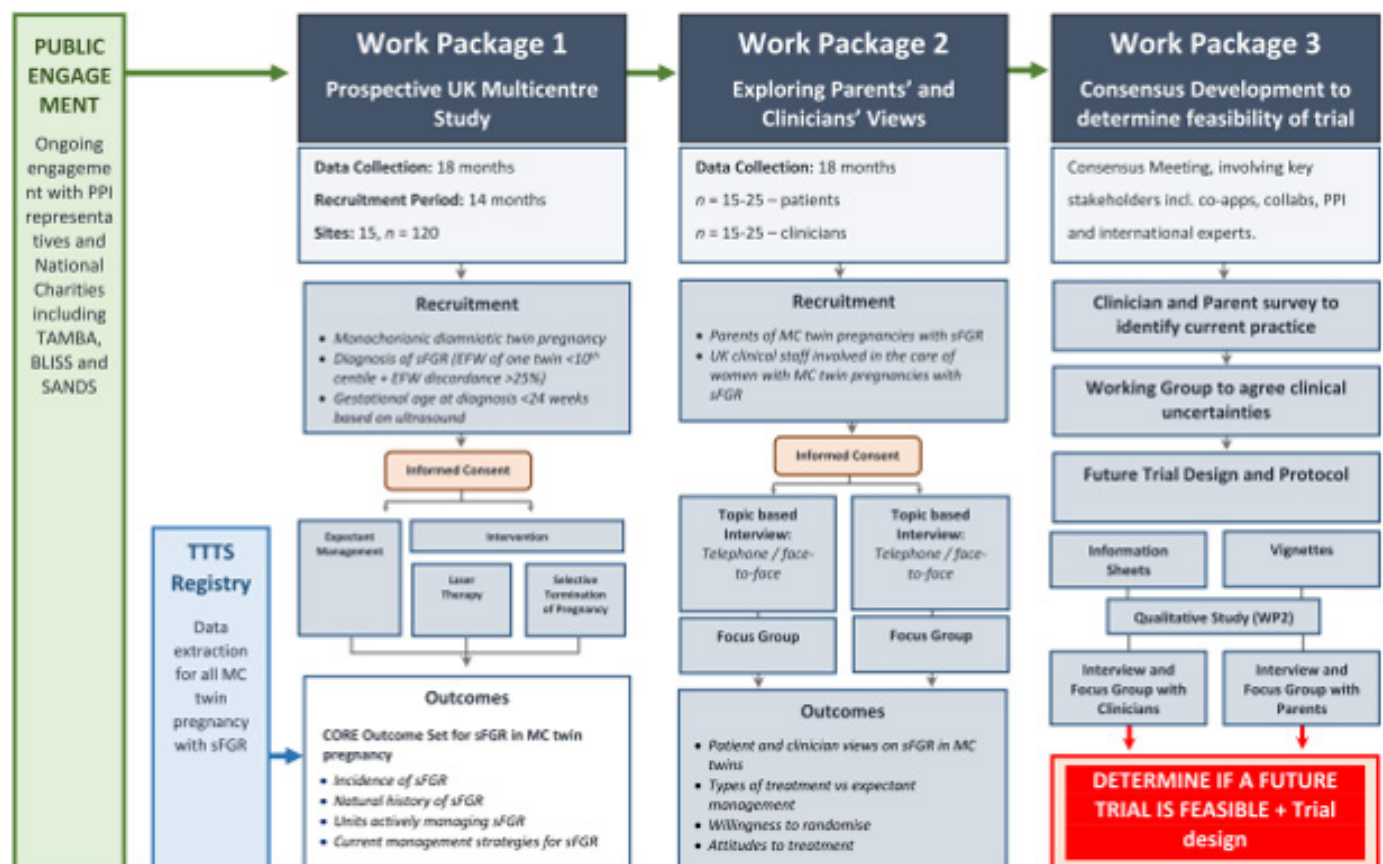 PUBLIC
ENGAGE
MENT
Ongoing
engageme
nt with PPI
representa
tives and
National
Charities
including
TAMBA,
BLISS and
SANDS
TTTS
Registry
Data
extraction
for all MC
twin
pregnancy
with sFGR
Work Package 1
Prospective UK Multicentre
Study
Data Collection: 18 months
Recruitment Period: 14 months
Sites: 15, n = 120
Recruitment
• Monochorionic diamniotic twin pregnancy
• Diagnosis of sFGR (EFW of one twin <10th
centile + EFW discordance >25%)
• Gestational age at diagnosis <24 weeks
based on ultrasound
Informed Consent
Expectant
Management
Intervention
Laser
Therapy
Selective
Termination
of Pregnancy
Outcomes
CORE Outcome Set for sFGR in MC twin
pregnancy
• Incidence of sFGR
• Natural history of sFGR
• Units actively managing sFGR
• Current management strategies for sFGR
Work Package 2
Exploring Parents' and
Clinicians' Views
Data Collection: 18 months
n = 15-25 – patients
n = 15-25 – clinicians
Recruitment
• Parents of MC twin pregnancies with sFGR
• UK clinical staff involved in the care of
women with MC twin pregnancies with
sFGR
Informed Consent
Topic based
Interview:
Telephone / face-
to-face
Focus Group
Topic based
Interview:
Telephone / face-
to-face
Focus Group
Outcomes
• Patient and clinician views on sFGR in MC
twins
• Types of treatment vs expectant
management
• Willingness to randomise
• Attitudes to treatment
Work Package 3
Consensus Development to
determine feasibility of trial
Consensus Meeting, involving key
stakeholders incl. co-apps, collabs, PPI
and international experts.
Clinician and Parent survey to
identify current practice
Working Group to agree clinical
uncertainties
Future Trial Design and Protocol
Information
Sheets
Vignettes
Qualitative Study (WP2)
Interview and
Focus Group with
Clinicians
Interview and
Focus Group with
Parents
DETERMINE IF A FUTURE
TRIAL IS FEASIBLE + Trial
design